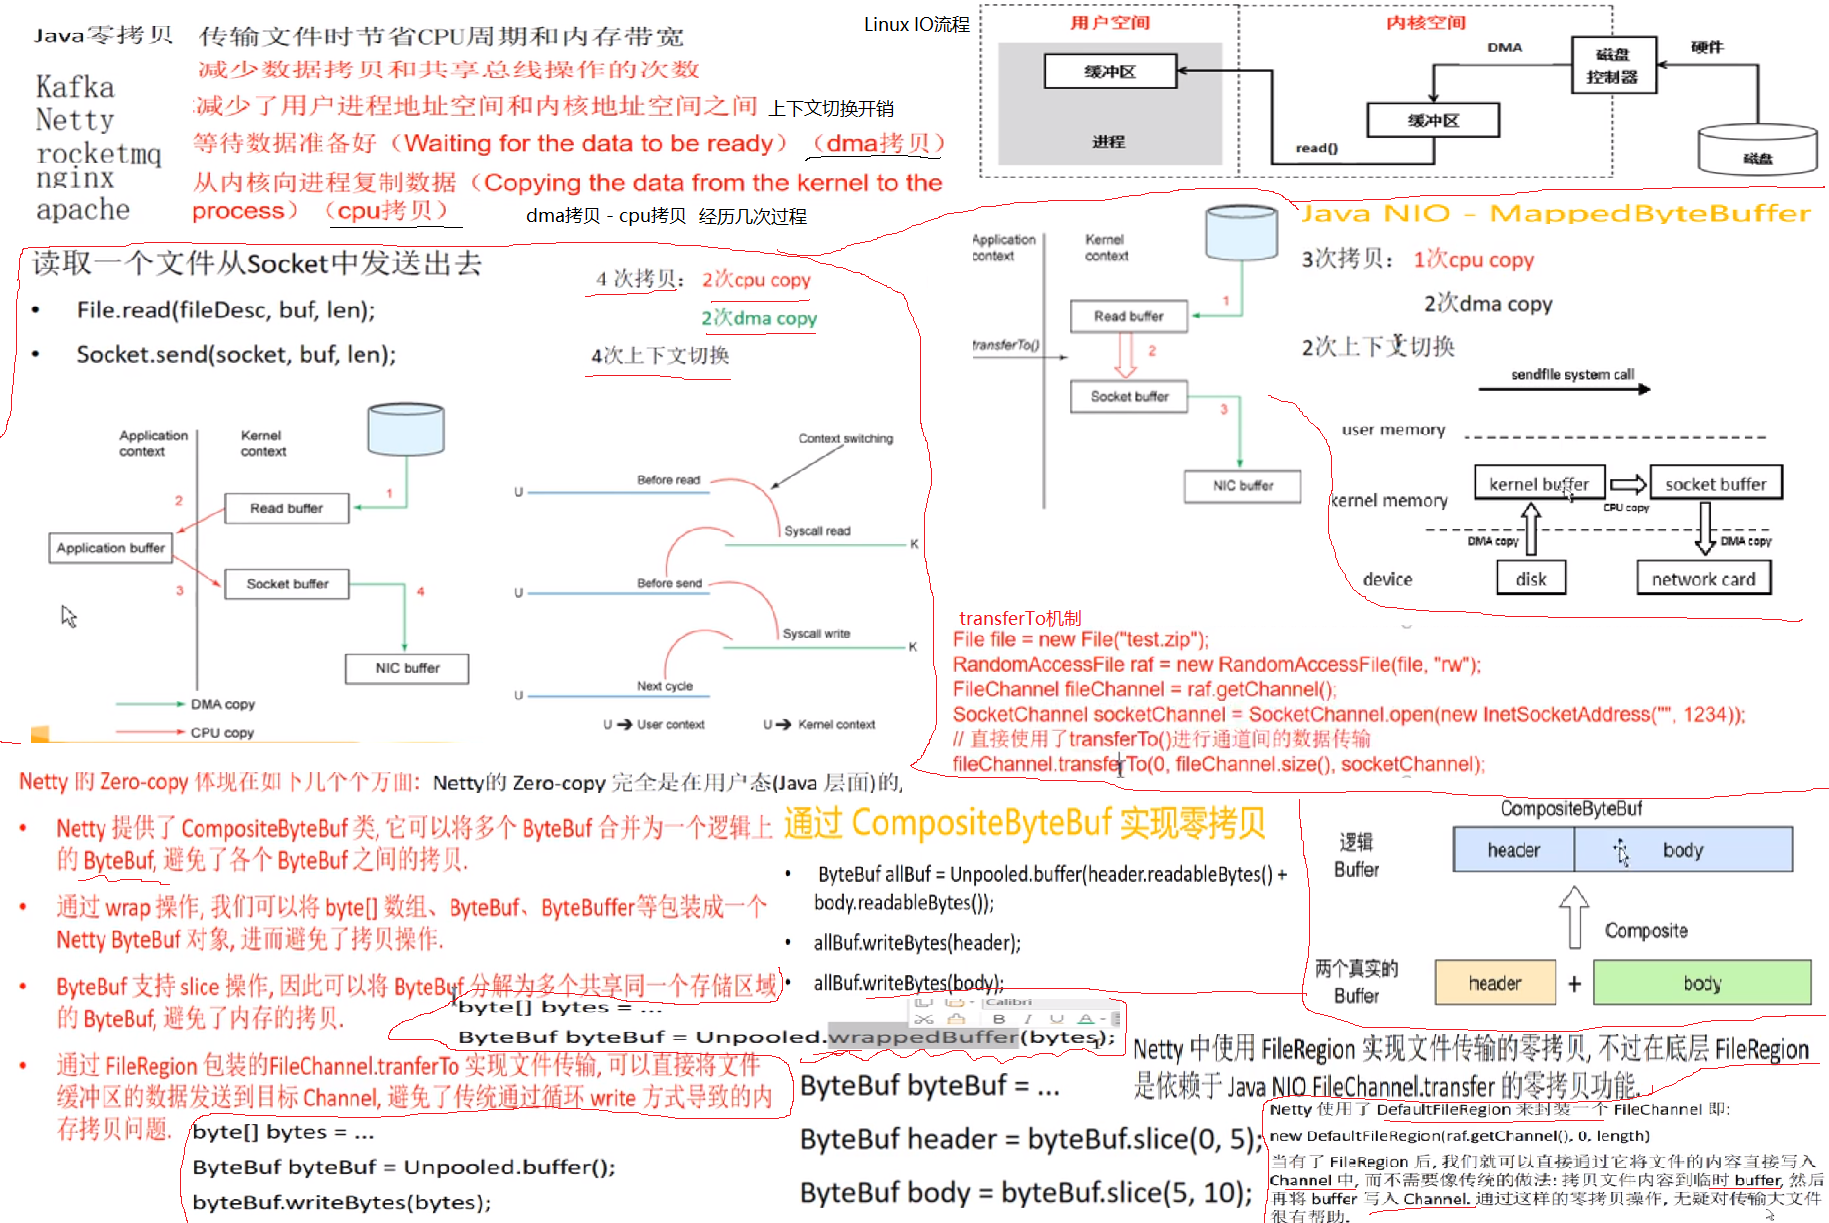 Java零拷贝
传输文件时节省CPU周期和内存带宽
减少数据拷贝和共享总线操作的次数
Kafka
Netty
rocketmq
nginx
apache
减少了用户进程地址空间和内核地址空间之间 上下文切换开销
等待数据准备好（Waiting for the data to be ready）（dma拷贝）
从内核向进程复制数据（Copying the data from the kernel to the
process）（cpu拷贝）
dma拷贝 - cpu拷贝 经历几次过程
Linux IO流程
用户空间
内核空间
缓冲区
进程
DMA
磁盘
控制器
硬件
缓冲区
read()
磁盘
读取一个文件从Socket中发送出去
• File.read(fileDesc, buf, len);
• Socket.send(socket, buf, len);
4 次拷贝： 2次cpu copy
2次dma copy
4次上下文切换
Application
context
Kernel
context
1
2
Read buffer
Application buffer
3
Socket buffer
4
NIC buffer
DMA copy
CPU copy
Context switching
Before read
U
Syscall read
K
Before send
U
Syscall write
K
Next cycle
U
U → User context
U → Kernel context
Java NIO - MappedByteBuffer
Application
context
Kernel
context
3次拷贝： 1次cpu copy
2次dma copy
2次上下文切换
1
Read buffer
transferTo()
2
Socket buffer
3
NIC buffer
sendfile system call
user memory
kernel memory
kernel buffer
socket buffer
CPU copy
DMA copy
DMA copy
device
disk
network card
transferTo机制
File file = new File("test.zip");
RandomAccessFile raf = new RandomAccessFile(file, "rw");
FileChannel fileChannel = raf.getChannel();
SocketChannel socketChannel = SocketChannel.open(new InetSocketAddress("", 1234));
// 直接使用了transferTo()进行通道间的数据传输
fileChannel.transferTo(0, fileChannel.size(), socketChannel);
Netty 的 Zero-copy 体现在如下几个个方面： Netty的 Zero-copy 完全是在用户态(Java 层面)的,
• Netty 提供了 CompositeByteBuf 类, 它可以将多个 ByteBuf 合并为一个逻辑上
的 ByteBuf, 避免了各个 ByteBuf 之间的拷贝.
• 通过 wrap 操作, 我们可以将 byte[] 数组、ByteBuf、ByteBuffer等包装成一个
Netty ByteBuf 对象, 进而避免了拷贝操作.
• ByteBuf 支持 slice 操作, 因此可以将 ByteBuf 分解为多个共享同一个存储区域
的 ByteBuf, 避免了内存的拷贝.
• 通过 FileRegion 包装的FileChannel.tranferTo 实现文件传输, 可以直接将文件
缓冲区的数据发送到目标 Channel, 避免了传统通过循环 write 方式导致的内
存拷贝问题.
byte[] bytes = ...
ByteBuf byteBuf = Unpooled.buffer();
byteBuf.writeBytes(bytes);
通过 CompositeByteBuf 实现零拷贝
• ByteBuf allBuf = Unpooled.buffer(header.readableBytes() +
body.readableBytes());
• allBuf.writeBytes(header);
• allBuf.writeBytes(body);
Calibri
B I U A
byte[] bytes = ...
ByteBuf byteBuf = Unpooled.wrappedBuffer(bytes);
ByteBuf byteBuf = ...
ByteBuf header = byteBuf.slice(0, 5);
ByteBuf body = byteBuf.slice(5, 10);
CompositeByteBuf
逻辑
Buffer
header
body
Composite
两个真实的
Buffer
header
+
body
Netty 中使用 FileRegion 实现文件传输的零拷贝, 不过在底层 FileRegion
是依赖于 Java NIO FileChannel.transfer 的零拷贝功能.
Netty 使用了 DefaultFileRegion 来封装一个 FileChannel 即:
new DefaultFileRegion(raf.getChannel(), 0, length)
当有了 FileRegion 后, 我们就可以直接通过它将文件的内容直接写入
Channel 中, 而不需要像传统的做法: 拷贝文件内容到临时 buffer, 然后
再将 buffer 写入 Channel. 通过这样的零拷贝操作, 无疑对传输大文件
很有帮助.